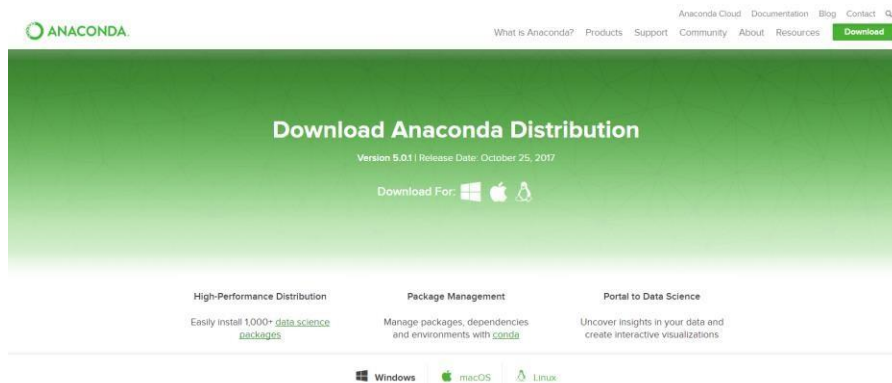 Anaconda Cloud Documentation Blog Contact
ANACONDA.
What is Anaconda? Products Support Community About Resources Download
Download Anaconda Distribution
Version 5.0.1 | Release Date: October 25, 2017
Download For:
High-Performance Distribution
Easily install 1,000+ data science
packages
Package Management
Manage packages, dependencies
and environments with conda
Portal to Data Science
Uncover insights in your data and
create interactive visualizations
Windows macOS Linux